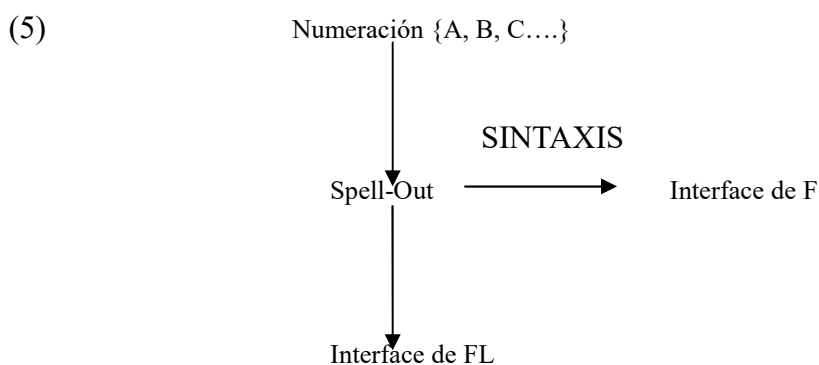 (5) Numeración {A, B, C….}
SINTAXIS
Spell-Out Interface de F
Interface de FL